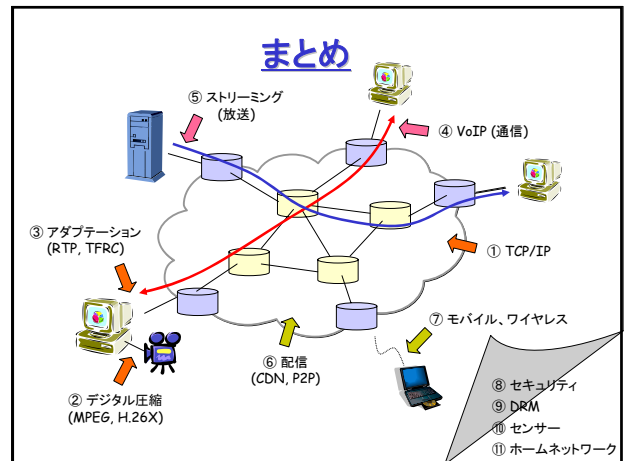 まとめ
⑤ ストリーミング
(放送)
④ VoIP (通信)
③ アダプテーション
(RTP, TFRC)
① TCP/IP
⑦ モバイル、ワイヤレス
⑥ 配信
(CDN, P2P)
② デジタル圧縮
(MPEG, H.26X)
⑧ セキュリティ
⑨ DRM
⑩ センサー
⑪ ホームネットワーク